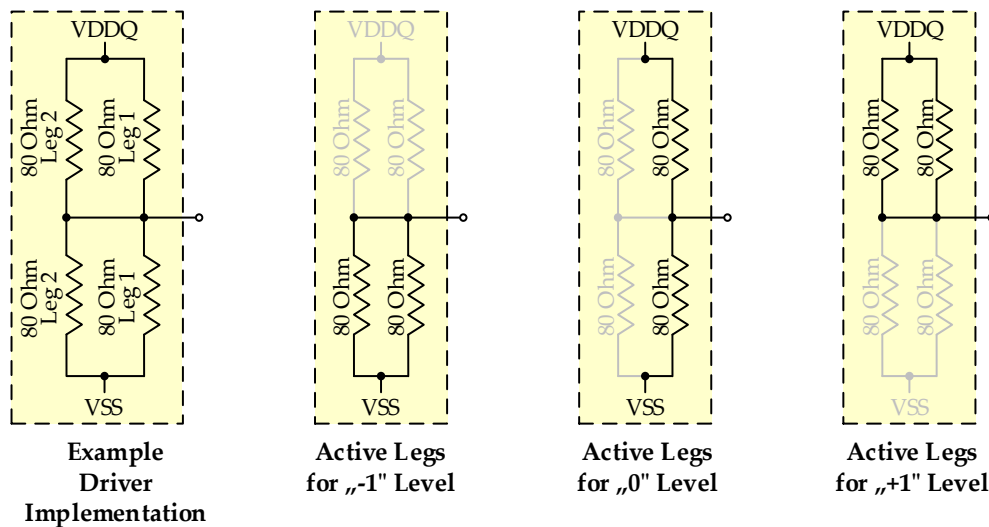 VDDQ
80 Ohm
Leg 2
80 Ohm
Leg 1
80 Ohm
Leg 2
80 Ohm
Leg 1
VSS
Example
Driver
Implementation
VDDQ
80 Ohm
80 Ohm
80 Ohm
80 Ohm
VSS
Active Legs
for „-1" Level
VDDQ
80 Ohm
80 Ohm
80 Ohm
80 Ohm
VSS
Active Legs
for „0" Level
VDDQ
80 Ohm
80 Ohm
80 Ohm
80 Ohm
VSS
Active Legs
for „+1" Level